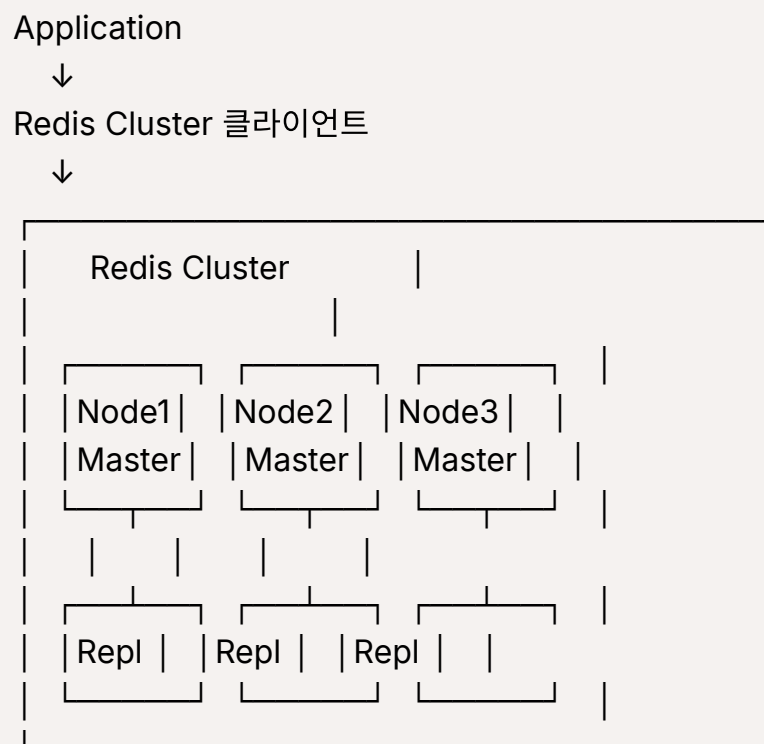 Application
↓
Redis Cluster 클라이언트
↓
┌──────────────────────────
│ Redis Cluster │
│ │
│ ┌──────┐ ┌──────┐ ┌──────┐ │
│ │Node1│ │Node2│ │Node3│ │
│ │Master│ │Master│ │Master│ │
│ └───┬──┘ └───┬──┘ └───┬──┘ │
│ │ │ │ │
│ ┌───┴──┐ ┌───┴──┐ ┌───┴──┐ │
│ │Repl │ │Repl │ │Repl │ │
│ └──────┘ └──────┘ └──────┘ │
│